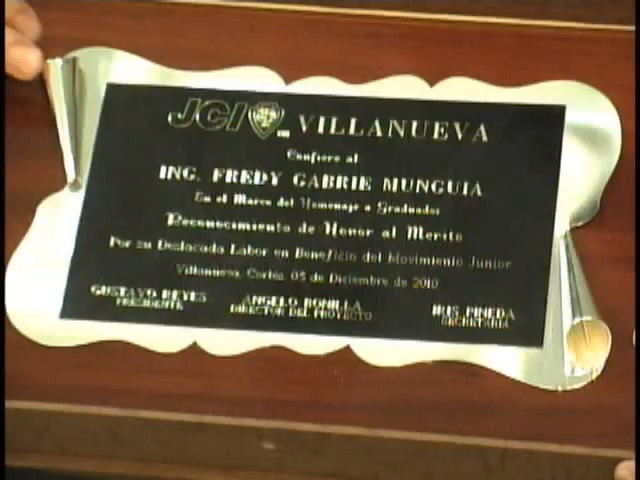 JCI VILLANUEVA
Confiere al
ING. FREDY GABRIE MUNGUIA
En el Marco del Homenaje a Graduados
Reconocimiento de Honor al Merito
Por su Destacada Labor en Beneficio del Movimiento Junior
Villanueva, Cortés, 05 de Diciembre de 2010
GUSTAVO REYES ANGELO BONILLA IRIS PINEDA
PRESIDENTE DIRECTOR DEL PROYECTO SECRETARIA